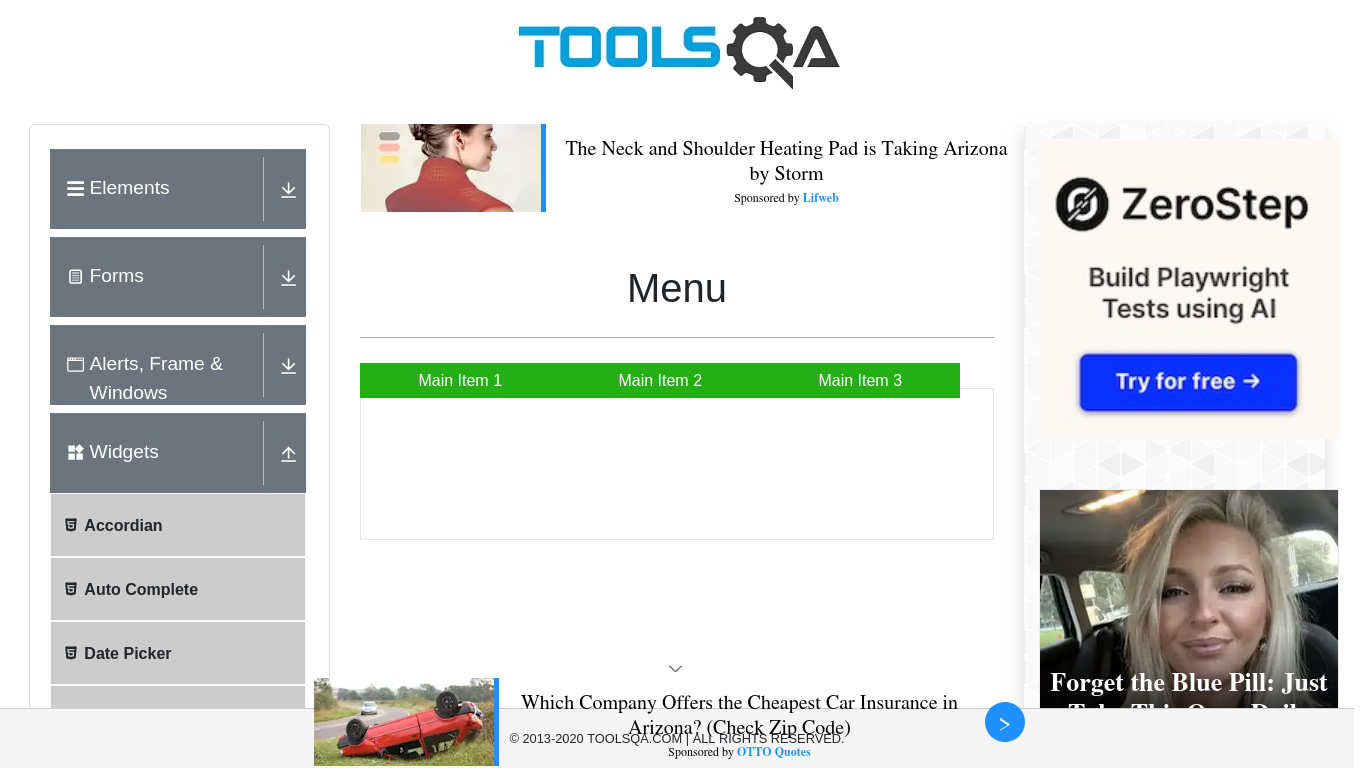 TOOLSQA
Elements
Forms
Alerts, Frame &
Windows
Widgets
Accordian
Auto Complete
Date Picker
The Neck and Shoulder Heating Pad is Taking Arizona
by Storm
Sponsored by Lifweb
Menu
Main Item 1
Main Item 2
Main Item 3
ZeroStep
Build Playwright
Tests using AI
Try for free →
Forget the Blue Pill: Just
Which Company Offers the Cheapest Car Insurance in
Arizona? (Check Zip Code)
© 2013-2020 TOOLSQA.COM | ALL RIGHTS RESERVED.
Sponsored by OTTO Quotes